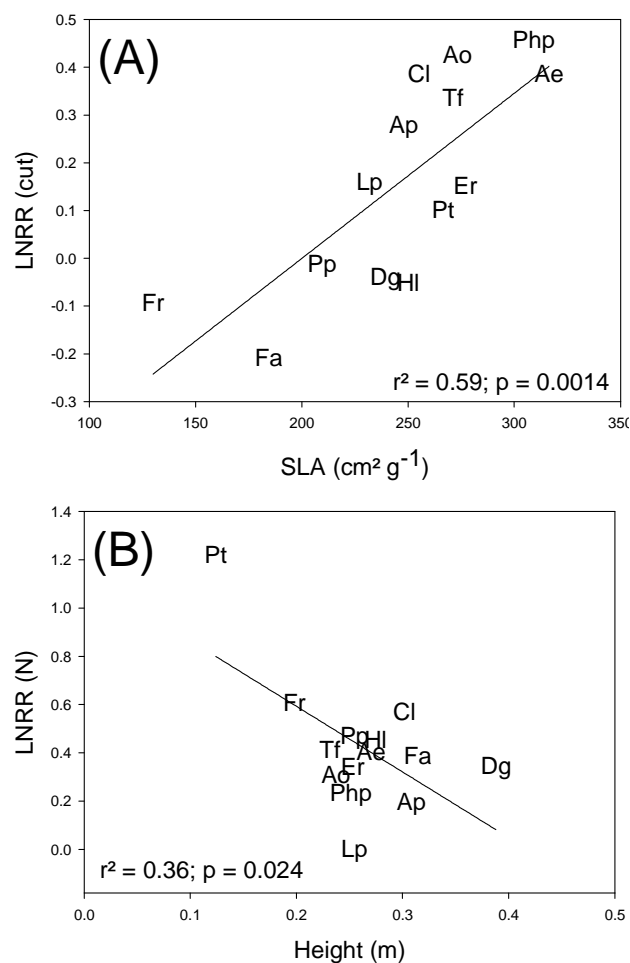 (A)
LNRR (cut)
0.5
0.4
0.3
0.2
0.1
0.0
-0.1
-0.2
-0.3
Php
Ao
Cl
Ae
Tf
Ap
Lp
Er
Pt
Pp
Dg
Hl
Fr
Fa
r² = 0.59; p = 0.0014
100 150 200 250 300 350
SLA (cm² g⁻¹)
(B)
LNRR (N)
1.4
1.2
1.0
0.8
0.6
0.4
0.2
0.0
Pt
Fr
Cl
Pp
Hl
Tf
Ae
Fa
Er
Dg
Ao
Php
Ap
Lp
r² = 0.36; p = 0.024
0.0 0.1 0.2 0.3 0.4 0.5
Height (m)